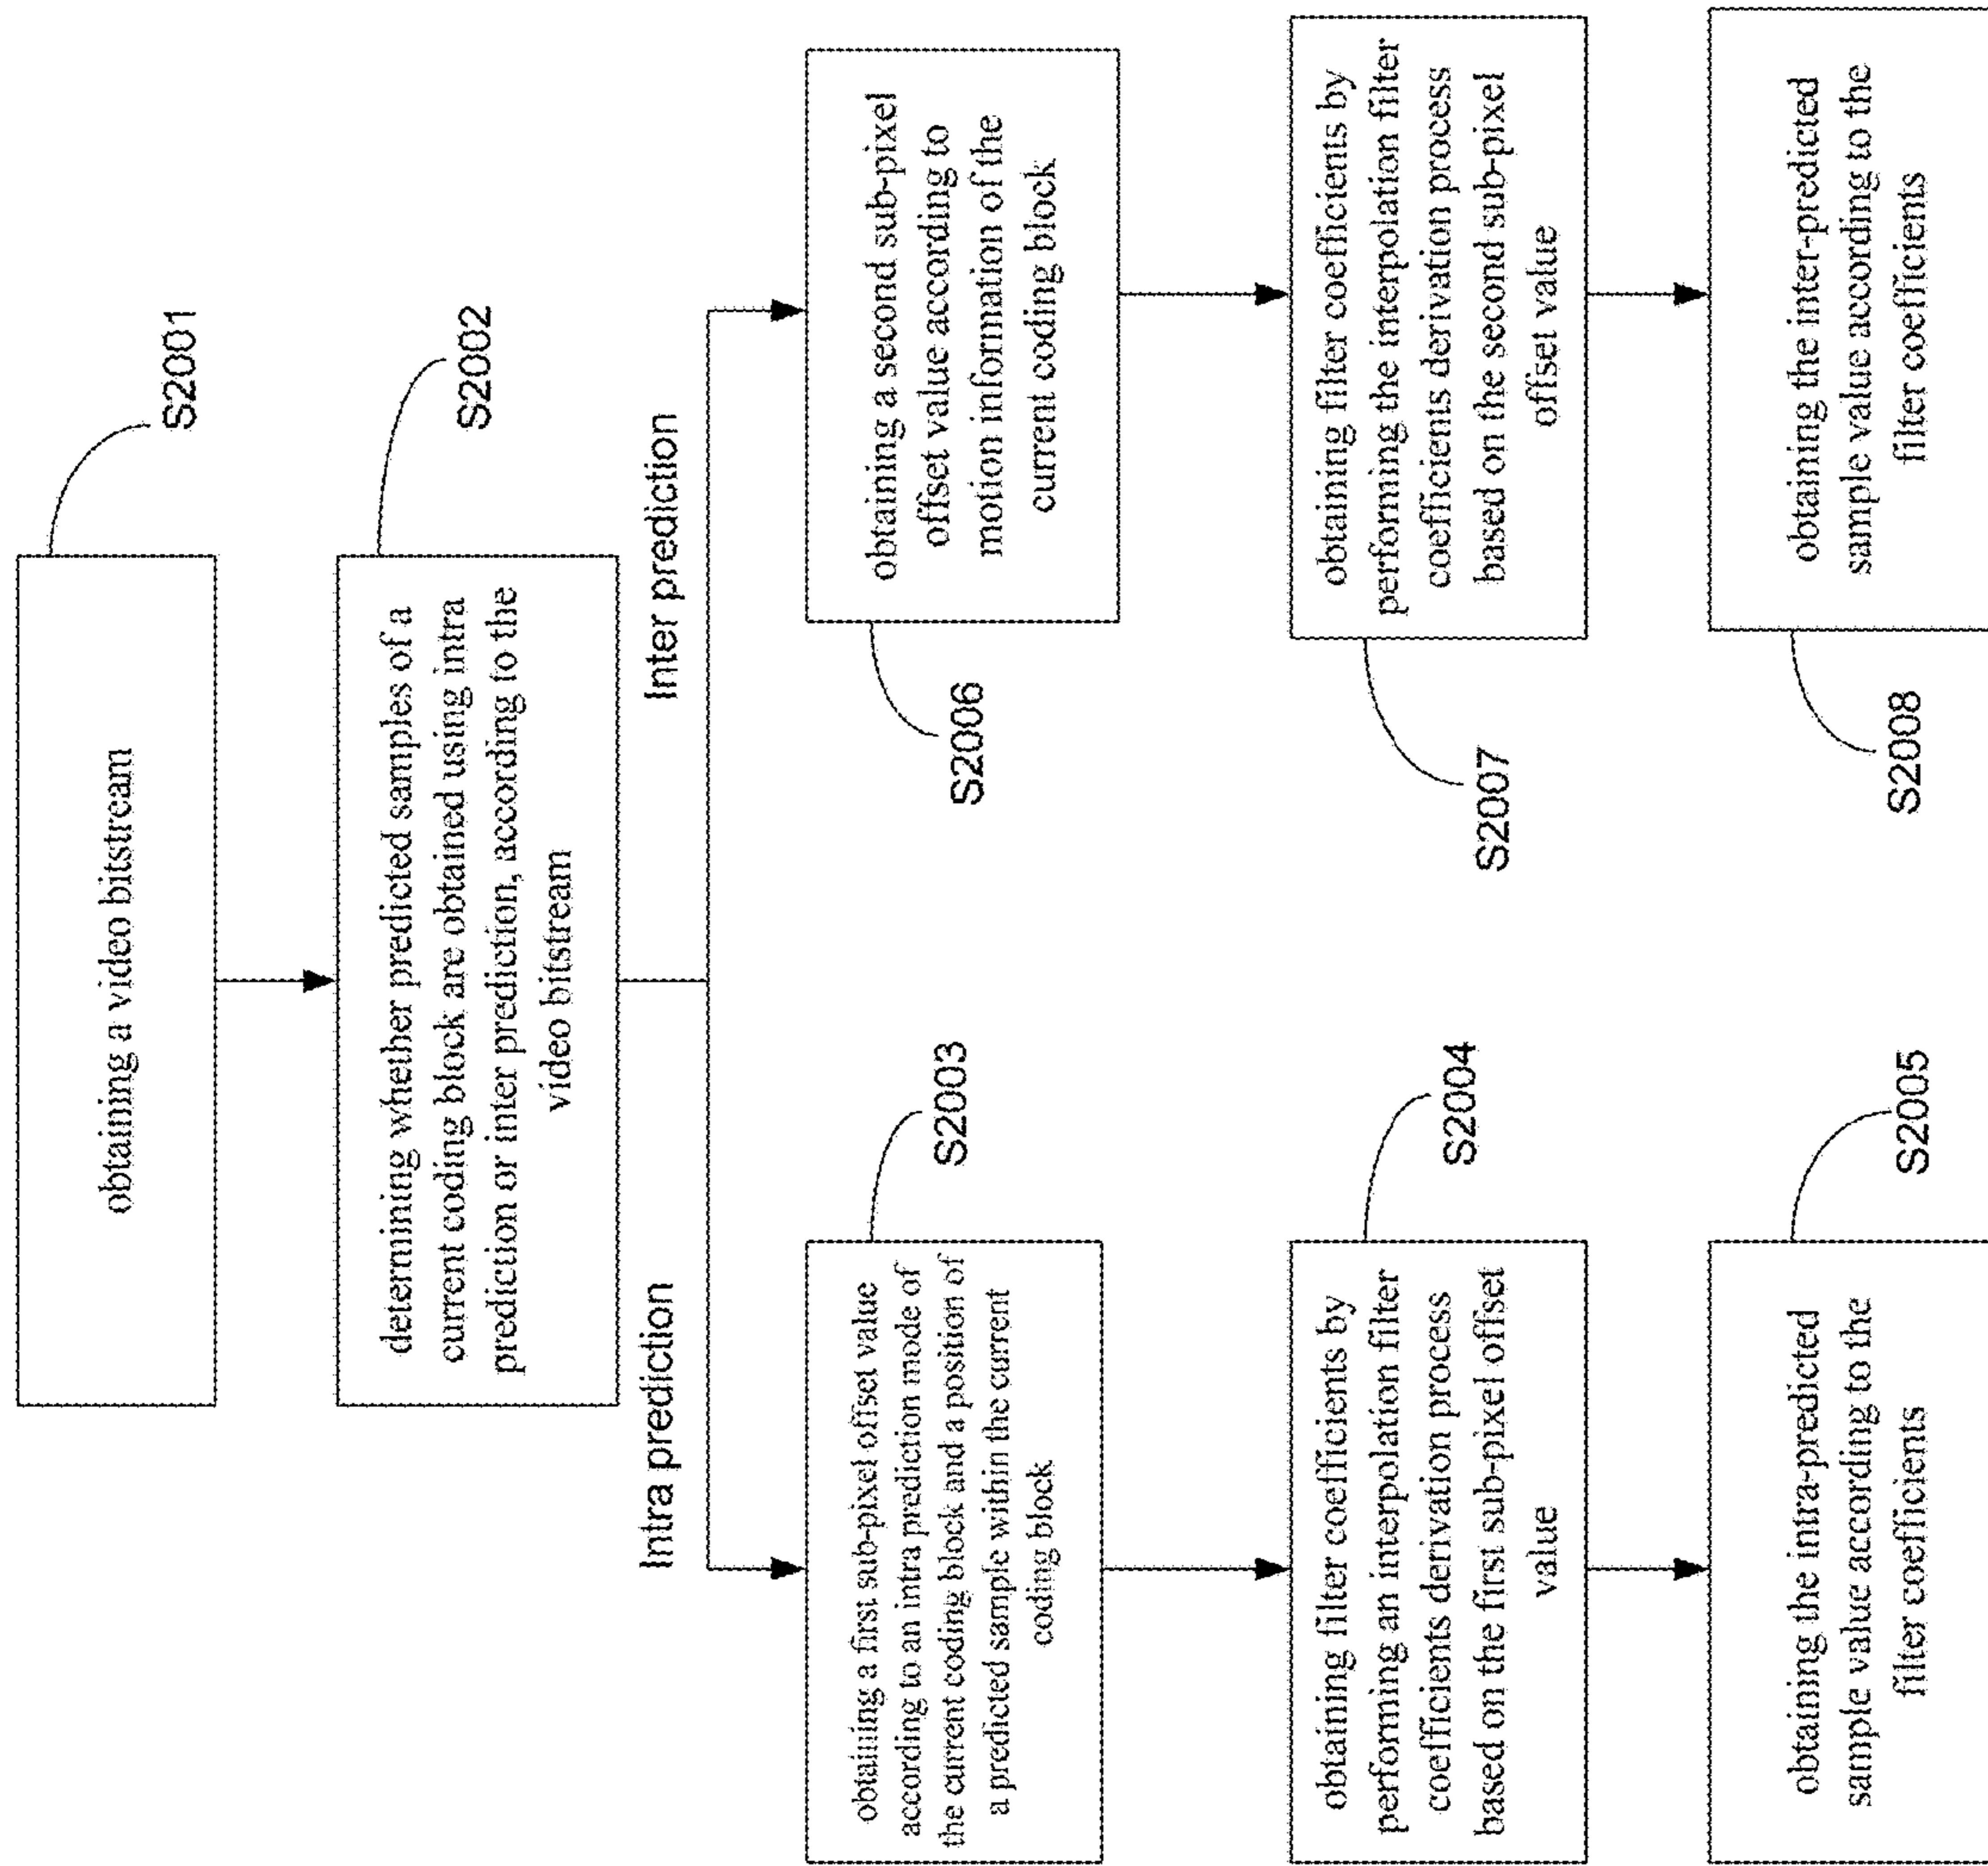 obtaining a video bitstream
S2001
determining whether predicted samples of a
current coding block are obtained using intra
prediction or inter prediction, according to the
video bitstream
S2002
Intra prediction
Inter prediction
obtaining a first sub-pixel offset value
according to an intra prediction mode of
the current coding block and a position of
a predicted sample within the current
coding block
S2003
obtaining a second sub-pixel
offset value according to
motion information of the
current coding block
S2006
obtaining filter coefficients by
performing an interpolation filter
coefficients derivation process
based on the first sub-pixel offset
value
S2004
obtaining filter coefficients by
performing the interpolation filter
coefficients derivation process
based on the second sub-pixel
offset value
S2007
obtaining the intra-predicted
sample value according to the
filter coefficients
S2005
obtaining the inter-predicted
sample value according to the
filter coefficients
S2008